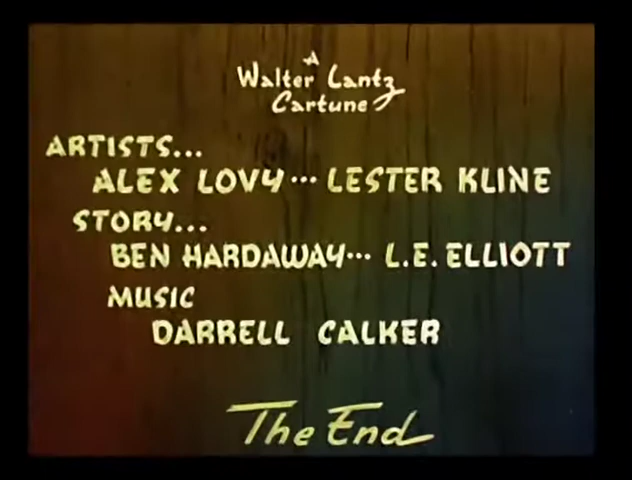 A
Walter Lantz
Cartune
ARTISTS...
ALEX LOVY... LESTER KLINE
STORY...
BEN HARDAWAY... L.E. ELLIOTT
MUSIC
DARRELL CALKER
The End